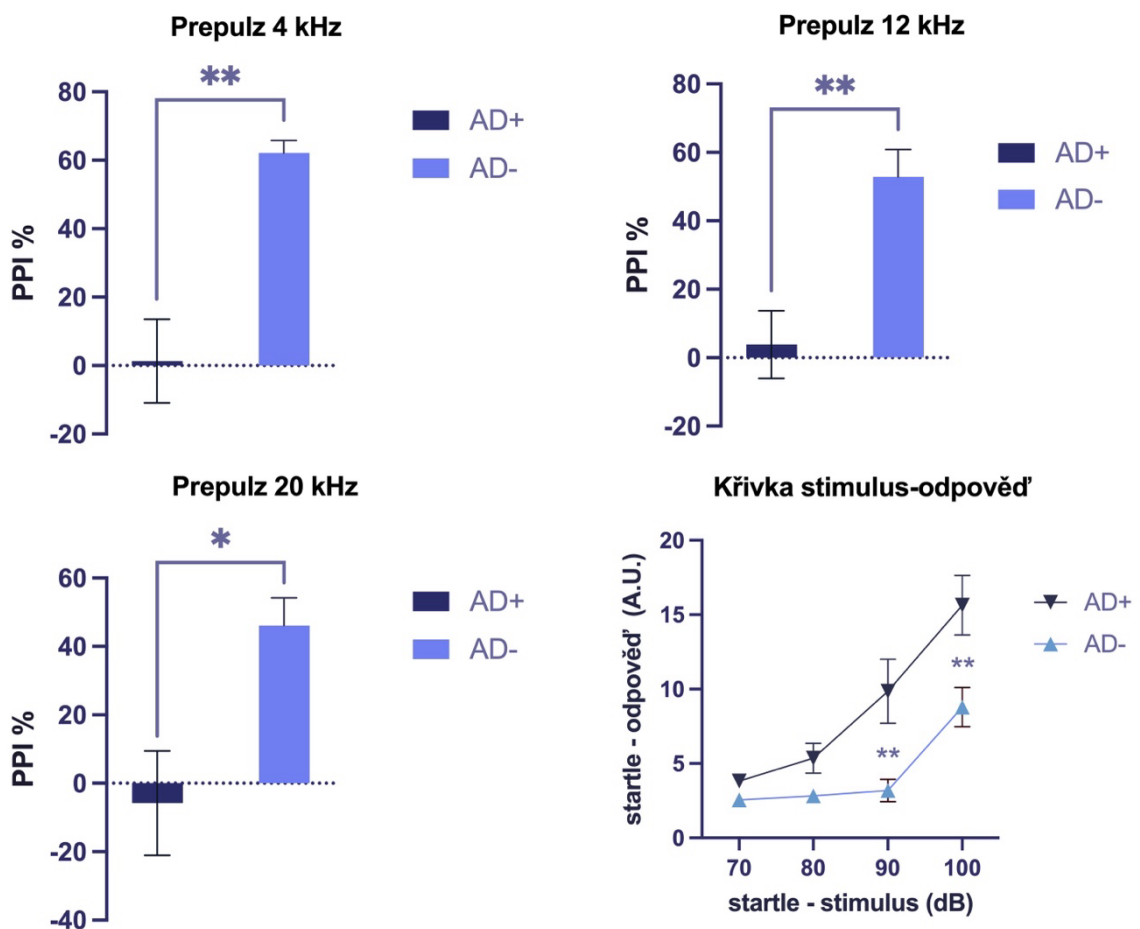 Prepulz 4 kHz
**
80
60
40
20
0
-20
PPI %
AD+
AD-
Prepulz 12 kHz
**
80
60
40
20
0
-20
PPI %
AD+
AD-
Prepulz 20 kHz
*
60
40
20
0
-20
-40
PPI %
AD+
AD-
Křivka stimulus-odpověď
20
15
10
5
0
startle - odpověď (A.U.)
**
**
AD+
AD-
70 80 90 100
startle - stimulus (dB)